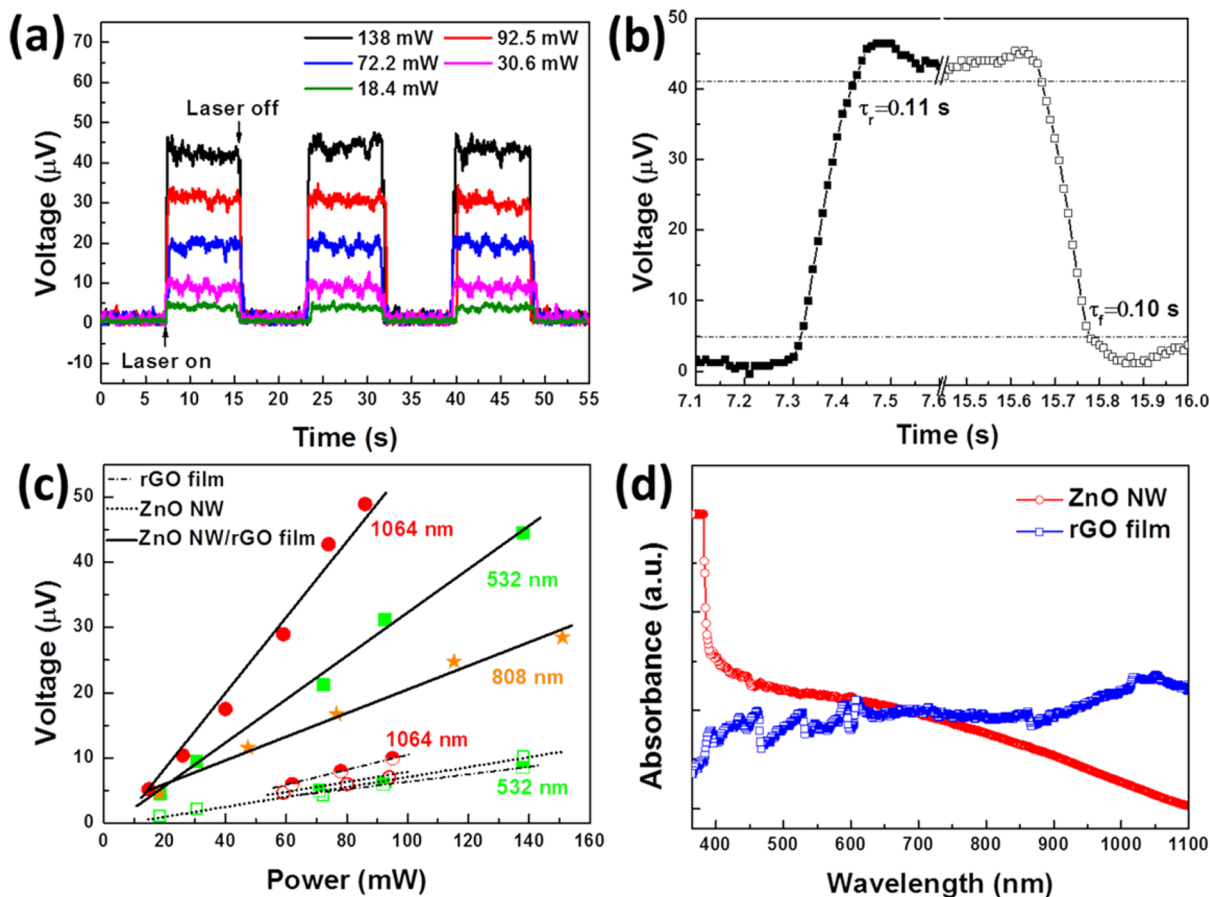 (a)
138 mW 92.5 mW
72.2 mW 30.6 mW
18.4 mW
Laser off
Laser on
Voltage (μV)
70
60
50
40
30
20
10
0
-10
0 5 10 15 20 25 30 35 40 45 50 55
Time (s)
(b)
Voltage (μV)
50
40
30
20
10
0
τr=0.11 s
τf=0.10 s
7.1 7.2 7.3 7.4 7.5 7.6 15.5 15.6 15.7 15.8 15.9 16.0
Time (s)
(c)
rGO film
ZnO NW
ZnO NW/rGO film
1064 nm
532 nm
808 nm
1064 nm
532 nm
Voltage (μV)
50
40
30
20
10
0
0 20 40 60 80 100 120 140 160
Power (mW)
(d)
ZnO NW
rGO film
Absorbance (a.u.)
400 500 600 700 800 900 1000 1100
Wavelength (nm)